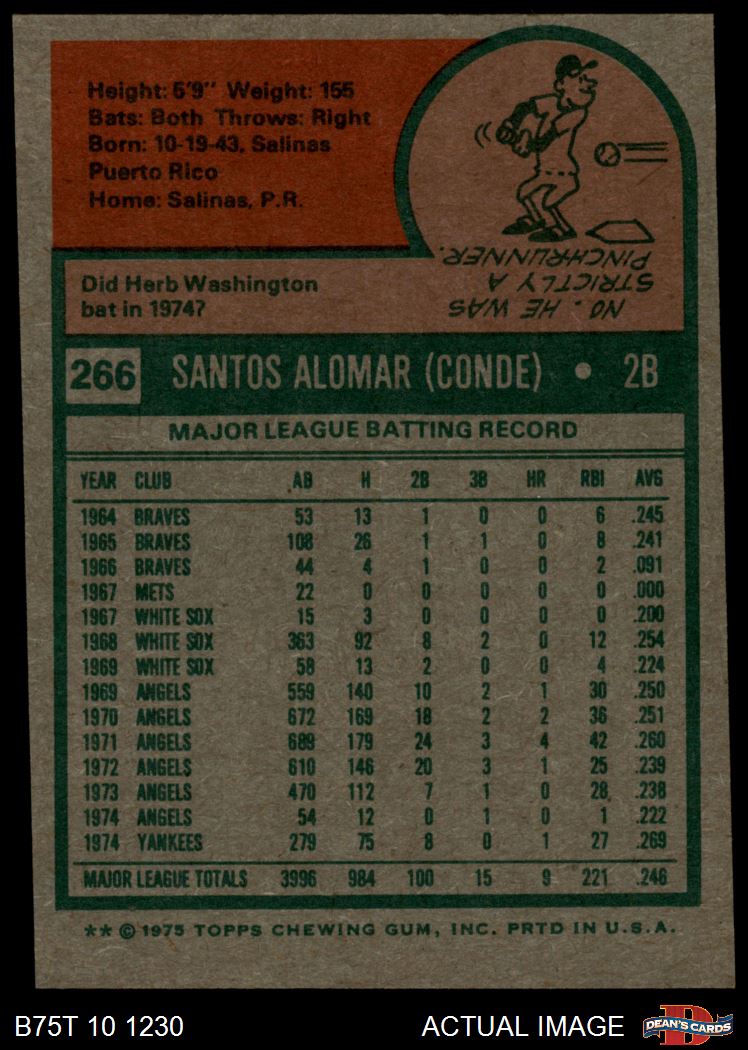 Height: 5'9" Weight: 155
Bats: Both Throws: Right
Born: 10-19-43, Salinas
Puerto Rico
Home: Salinas, P.R.
Did Herb Washington
bat in 1974?
NO. HE WAS
STRICTLY A
PINCH-RUNNER.
266 SANTOS ALOMAR (CONDE) • 2B
MAJOR LEAGUE BATTING RECORD
YEAR CLUB AB H 2B 3B HR RBI AVG
1964 BRAVES 53 13 1 0 0 6 .245
1965 BRAVES 108 26 1 1 0 8 .241
1966 BRAVES 44 4 1 0 0 2 .091
1967 METS 22 0 0 0 0 0 .000
1967 WHITE SOX 15 3 0 0 0 0 .200
1968 WHITE SOX 363 92 8 2 0 12 .254
1969 WHITE SOX 58 13 2 0 0 4 .224
1969 ANGELS 559 140 10 2 1 30 .250
1970 ANGELS 672 169 18 2 2 36 .251
1971 ANGELS 689 179 24 3 4 42 .260
1972 ANGELS 610 146 20 3 1 25 .239
1973 ANGELS 470 112 7 1 0 28 .238
1974 ANGELS 54 12 0 1 0 1 .222
1974 YANKEES 279 75 8 0 1 27 .269
MAJOR LEAGUE TOTALS 3996 984 100 15 9 221 .246
** © 1975 TOPPS CHEWING GUM, INC. PRTD IN U.S.A.
B75T 10 1230 ACTUAL IMAGE DEAN'S CARDS